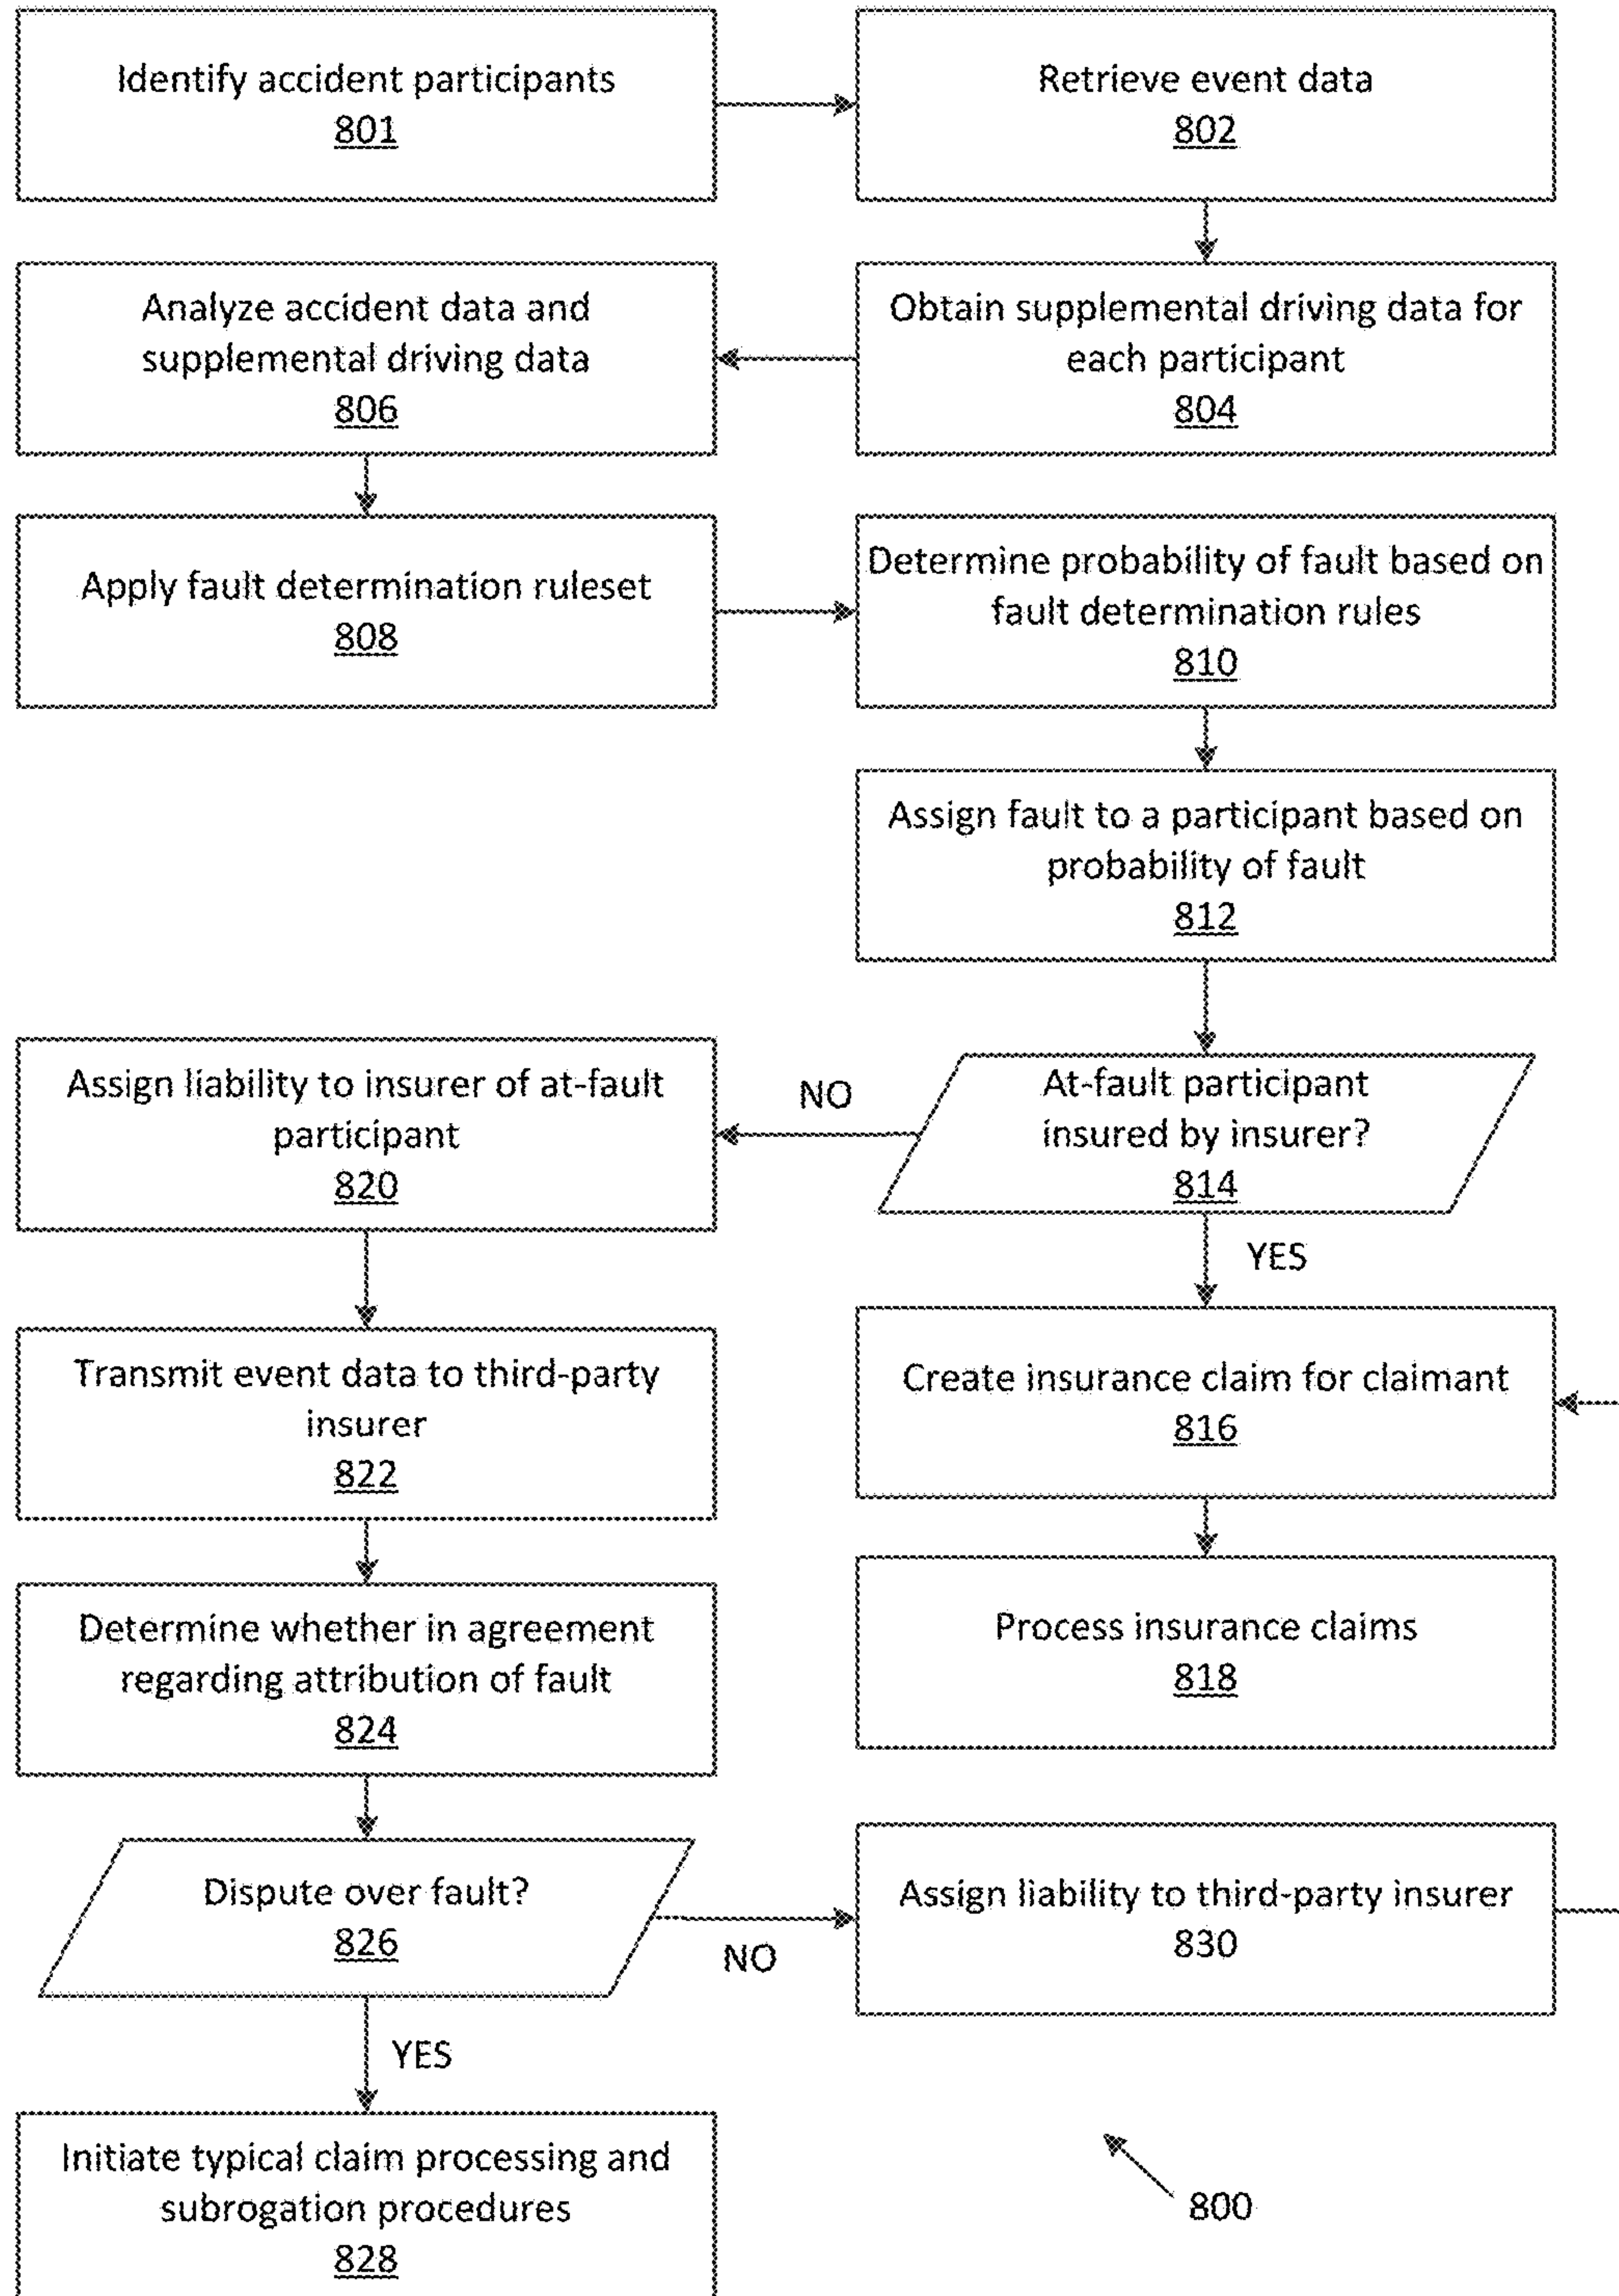 Identify accident participants
801
Retrieve event data
802
Analyze accident data and
supplemental driving data
806
Obtain supplemental driving data for
each participant
804
Apply fault determination ruleset
808
Determine probability of fault based on
fault determination rules
810
Assign fault to a participant based on
probability of fault
812
Assign liability to insurer of at-fault
participant
820
NO
At-fault participant
insured by insurer?
814
YES
Transmit event data to third-party
insurer
822
Create insurance claim for claimant
816
Determine whether in agreement
regarding attribution of fault
824
Process insurance claims
818
Dispute over fault?
826
NO
Assign liability to third-party insurer
830
YES
Initiate typical claim processing and
subrogation procedures
828
800